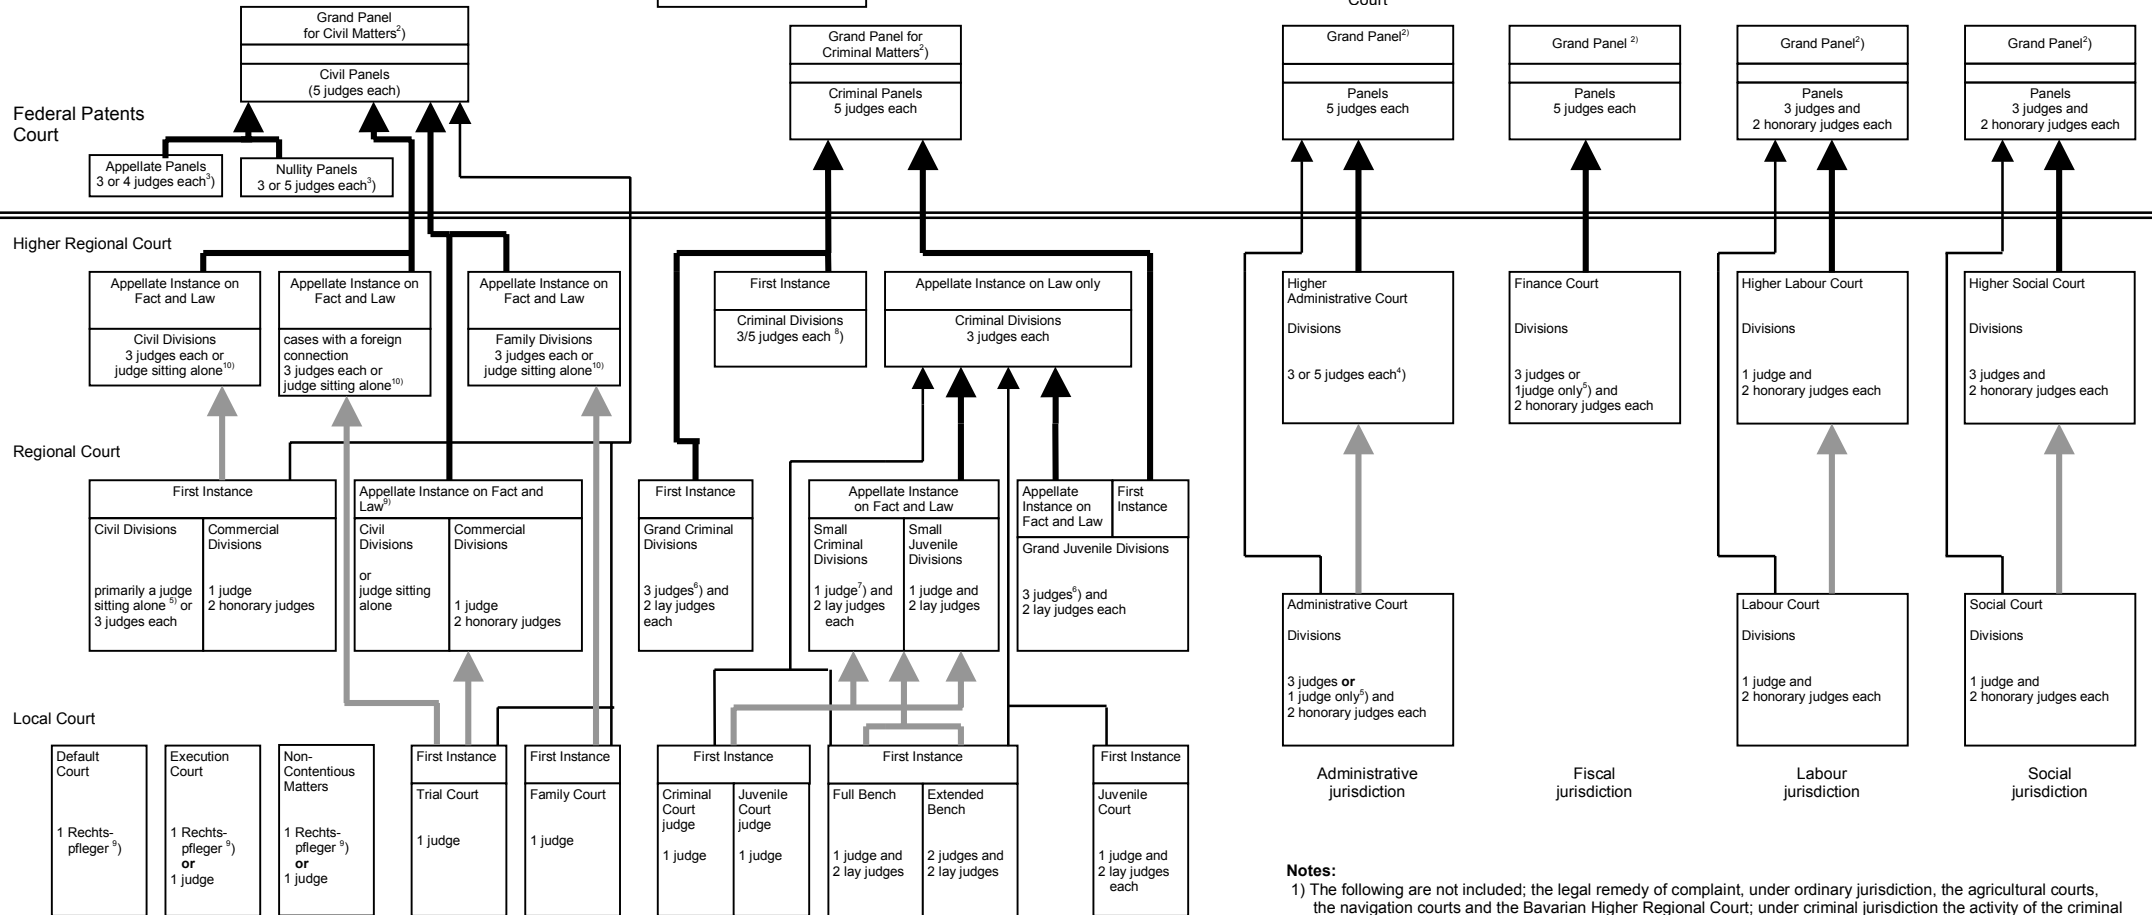 Court
Grand Panel
for Civil Matters²)
Civil Panels
(5 judges each)
Grand Panel for
Criminal Matters²)
Criminal Panels
5 judges each
Grand Panel²⁾
Panels
5 judges each
Grand Panel ²⁾
Panels
5 judges each
Grand Panel²)
Panels
3 judges and
2 honorary judges each
Grand Panel²)
Panels
3 judges and
2 honorary judges each
Federal Patents
Court
Appellate Panels
3 or 4 judges each³)
Nullity Panels
3 or 5 judges each³)
Higher Regional Court
Appellate Instance on
Fact and Law
Civil Divisions
3 judges each or
judge sitting alone¹⁰⁾
Appellate Instance on
Fact and Law
cases with a foreign
connection
3 judges each or
judge sitting alone¹⁰⁾
Appellate Instance on
Fact and Law
Family Divisions
3 judges each or
judge sitting alone¹⁰⁾
First Instance
Criminal Divisions
3/5 judges each ⁸)
Appellate Instance on Law only
Criminal Divisions
3 judges each
Higher
Administrative Court
Divisions
3 or 5 judges each⁴)
Finance Court
Divisions
3 judges or
1judge only⁵) and
2 honorary judges each
Higher Labour Court
Divisions
1 judge and
2 honorary judges each
Higher Social Court
Divisions
3 judges and
2 honorary judges each
Regional Court
First Instance
Civil Divisions
primarily a judge
sitting alone ⁵⁾ or
3 judges each
Commercial
Divisions
1 judge
2 honorary judges
Appellate Instance on Fact and
Law⁹⁾
Civil
Divisions
or
judge sitting
alone
Commercial
Divisions
1 judge
2 honorary judges
First Instance
Grand Criminal
Divisions
3 judges⁶) and
2 lay judges
each
Appellate Instance
on Fact and Law
Small
Criminal
Divisions
1 judge⁷) and
2 lay judges
each
Small
Juvenile
Divisions
1 judge and
2 lay judges
Appellate
Instance on
Fact and Law
First
Instance
Grand Juvenile Divisions
3 judges⁶) and
2 lay judges each
Administrative Court
Divisions
3 judges or
1 judge only⁵) and
2 honorary judges each
Labour Court
Divisions
1 judge and
2 honorary judges each
Social Court
Divisions
1 judge and
2 honorary judges each
Local Court
Default
Court
1 Rechts-
pfleger ⁹)
Execution
Court
1 Rechts-
pfleger ⁹)
or
1 judge
Non-
Contentious
Matters
1 Rechts-
pfleger ⁹)
or
1 judge
First Instance
Trial Court
1 judge
First Instance
Family Court
1 judge
First Instance
Criminal
Court
judge
1 judge
Juvenile
Court
judge
1 judge
First Instance
Full Bench
1 judge and
2 lay judges
Extended
Bench
2 judges and
2 lay judges
First Instance
Juvenile
Court
1 judge and
2 lay judges
each
Administrative
jurisdiction
Fiscal
jurisdiction
Labour
jurisdiction
Social
jurisdiction
Notes:
1) The following are not included; the legal remedy of complaint, under ordinary jurisdiction, the agricultural courts,
the navigation courts and the Bavarian Higher Regional Court; under criminal jurisdiction the activity of the criminal